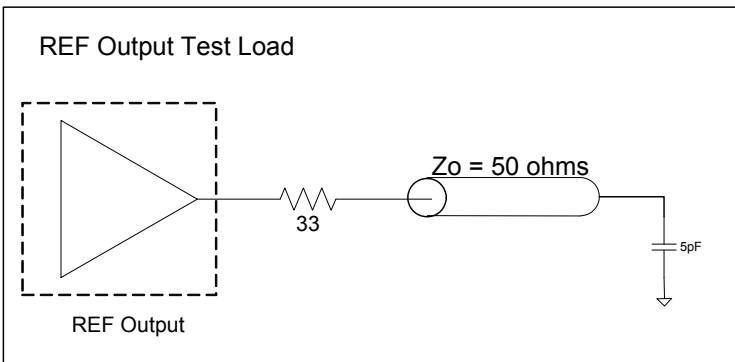 REF Output Test Load
Zo = 50 ohms
33
5pF
REF Output